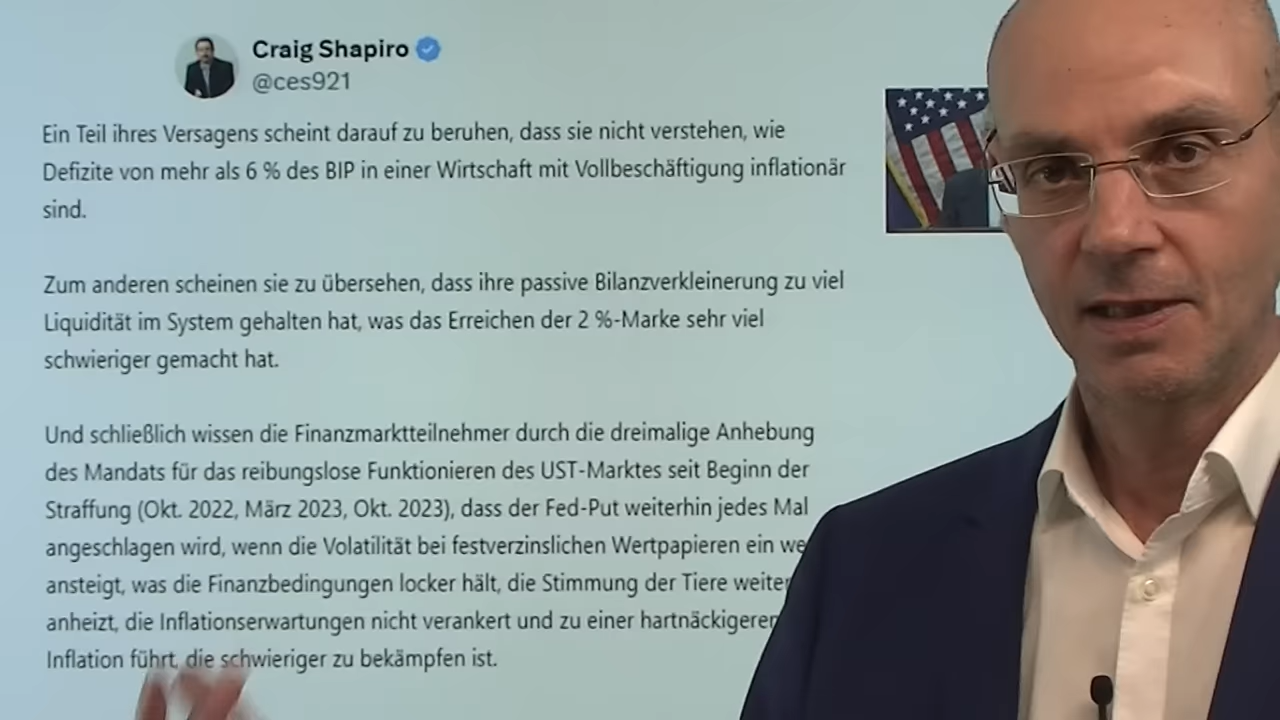 Craig Shapiro
@ces921
Ein Teil ihres Versagens scheint darauf zu beruhen, dass sie nicht verstehen, wie
Defizite von mehr als 6 % des BIP in einer Wirtschaft mit Vollbeschäftigung inflationär
sind.
Zum anderen scheinen sie zu übersehen, dass ihre passive Bilanzverkleinerung zu viel
Liquidität im System gehalten hat, was das Erreichen der 2 %-Marke sehr viel
schwieriger gemacht hat.
Und schließlich wissen die Finanzmarktteilnehmer durch die dreimalige Anhebung
des Mandats für das reibungslose Funktionieren des UST-Marktes seit Beginn der
Straffung (Okt. 2022, März 2023, Okt. 2023), dass der Fed-Put weiterhin jedes Mal
angeschlagen wird, wenn die Volatilität bei festverzinslichen Wertpapieren ein
ansteigt, was die Finanzbedingungen locker hält, die Stimmung der Tiere
anheizt, die Inflationserwartungen nicht verankert und zu einer hartnäckigeren
Inflation führt, die schwieriger zu bekämpfen ist.